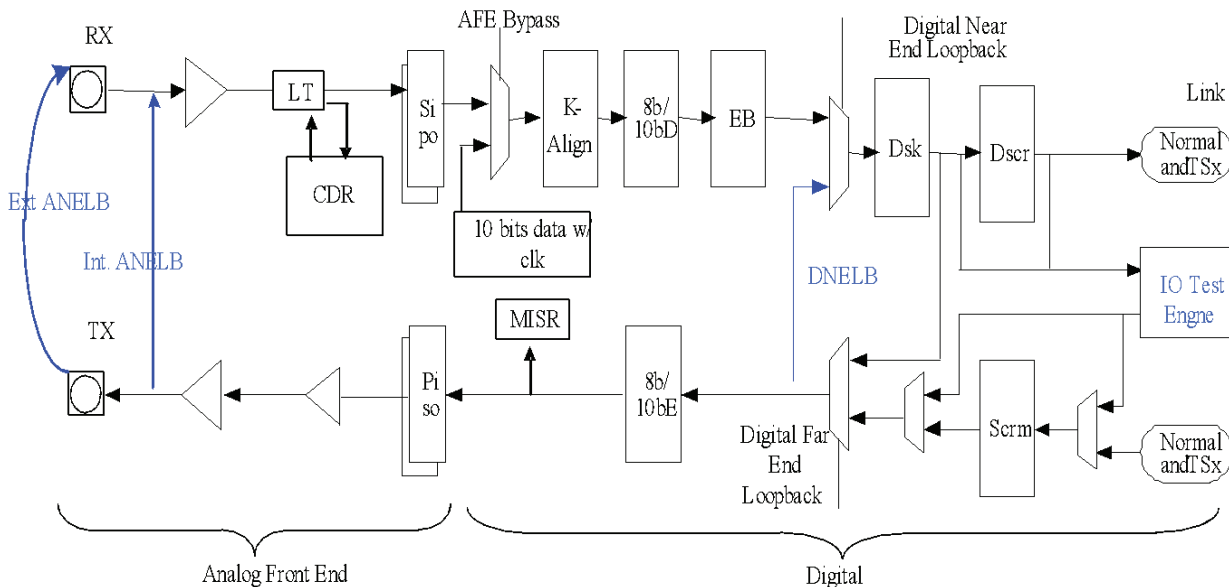 AFE Bypass
Digital Near
End Loopback
RX
Link
LT
Si
po
K-
Align
8b/
10bD
EB
Dsk
Dscr
Normal
andTSx
CDR
Ext ANELB
10 bits data w/
clk
Int. ANELB
DNELB
IO Test
Engne
MISR
TX
Pi
so
8b/
10bE
Scrm
Normal
andTSx
Digital Far
End
Loopback
Analog Front End
Digital